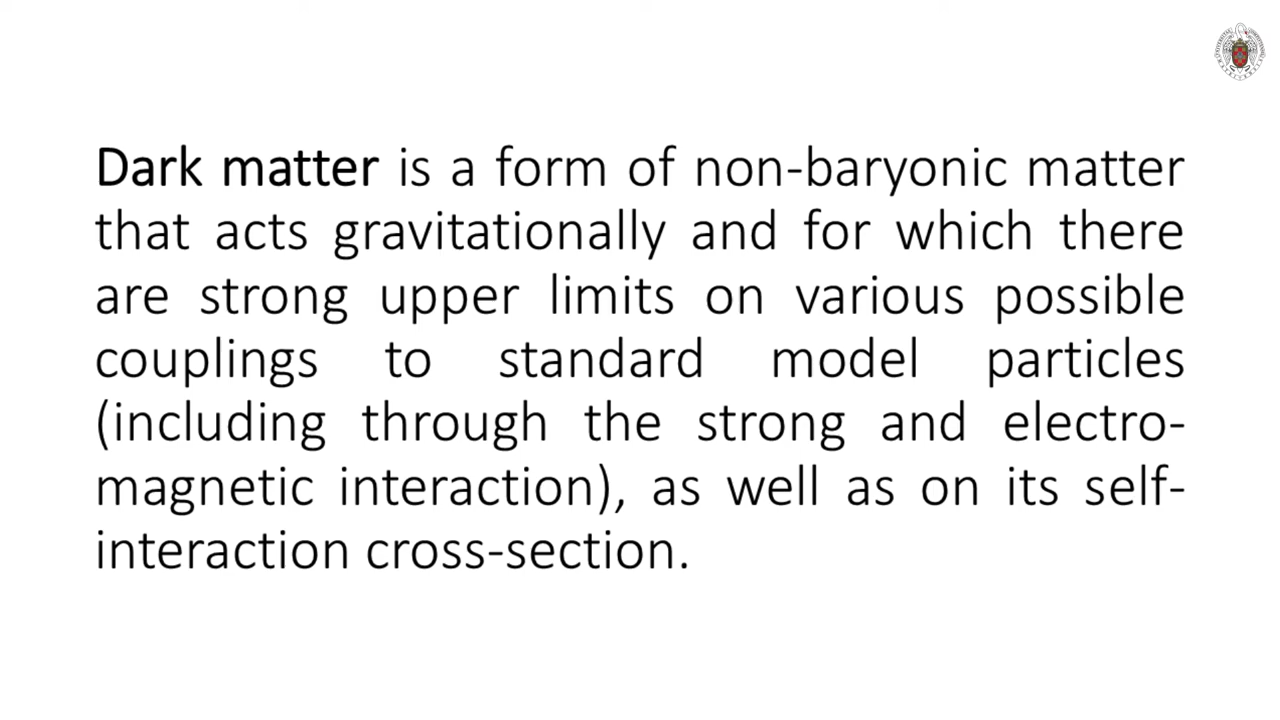 Dark matter is a form of non-baryonic matter
that acts gravitationally and for which there
are strong upper limits on various possible
couplings to standard model particles
(including through the strong and electro-
magnetic interaction), as well as on its self-
interaction cross-section.